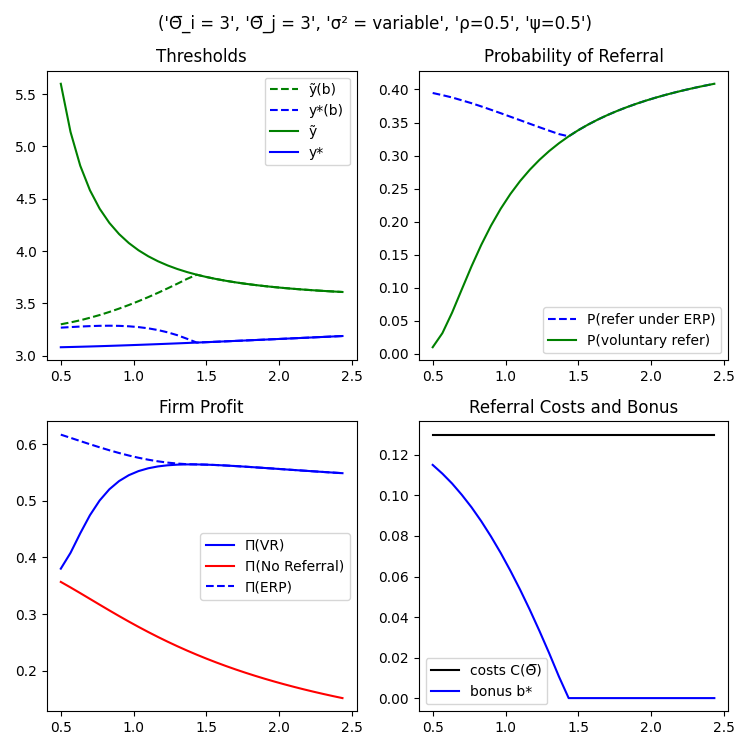 ('Θ̅_i = 3', 'Θ̅_j = 3', 'σ² = variable', 'ρ=0.5', 'ψ=0.5')
Thresholds
Probability of Referral
5.5
5.0
4.5
4.0
3.5
3.0
ỹ(b)
y*(b)
ỹ
y*
0.5 1.0 1.5 2.0 2.5
0.40
0.35
0.30
0.25
0.20
0.15
0.10
0.05
0.00
P(refer under ERP)
P(voluntary refer)
0.5 1.0 1.5 2.0 2.5
Firm Profit
Referral Costs and Bonus
0.6
0.5
0.4
0.3
0.2
Π(VR)
Π(No Referral)
Π(ERP)
0.5 1.0 1.5 2.0 2.5
0.12
0.10
0.08
0.06
0.04
0.02
0.00
costs C(Θ̅)
bonus b*
0.5 1.0 1.5 2.0 2.5